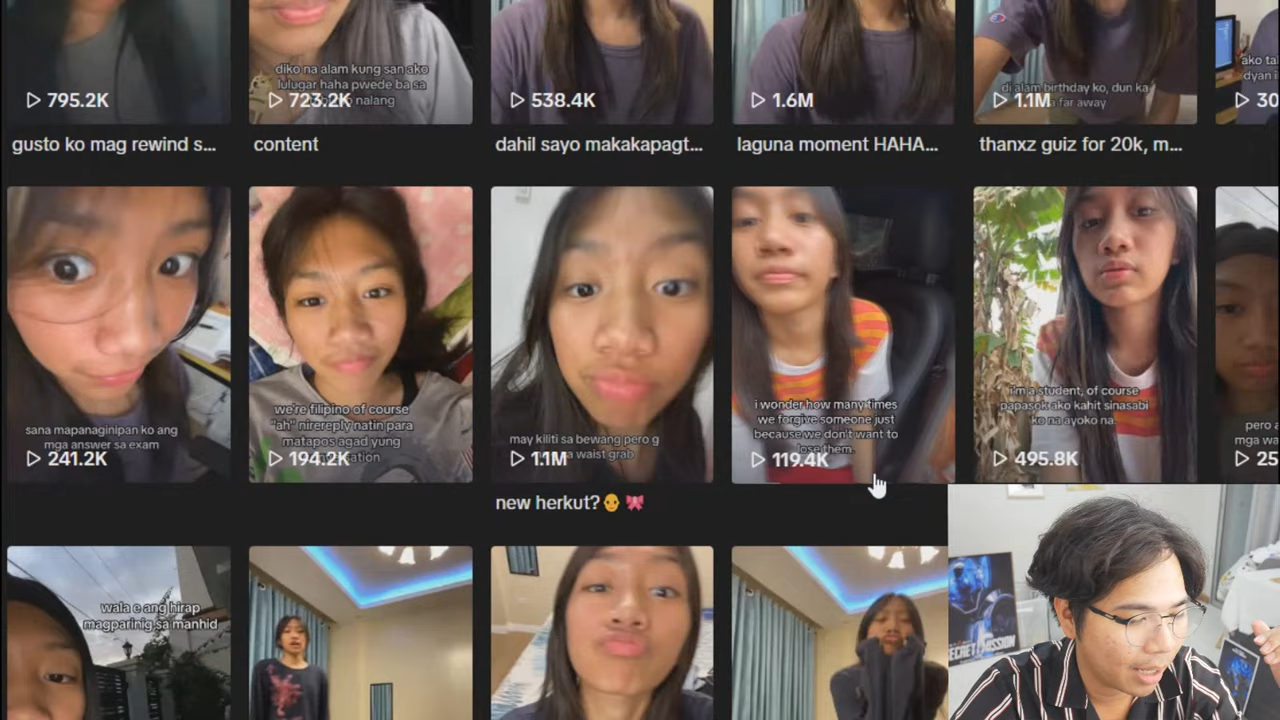 diko na alam kung san ako
lulugar haha pwede ba sa
nalang
di alam birthday ko, dun ka
a far away
ako
dyan i
795.2K
723.2K
538.4K
1.6M
1.1M
30
gusto ko mag rewind s...
content
dahil sayo makakapagt...
laguna moment HAHA...
thanxz guiz for 20k, m...
sana mapanaginipan ko ang
mga answer sa exam
241.2K
we're filipino of course
"ah" nirereply natin para
matapos agad yung
194.2K
may kiliti sa bewang pero g
waist grab
1.1M
i wonder how many times
we forgive someone just
because we don't want to
lose them.
119.4K
i'm a student, of course
papasok ako kahit sinasabi
ko na ayoko na.
495.8K
pero
mga
25
new herkut?👴🎀
wala e ang hirap
magparinig sa manhid
SECRET MISSION